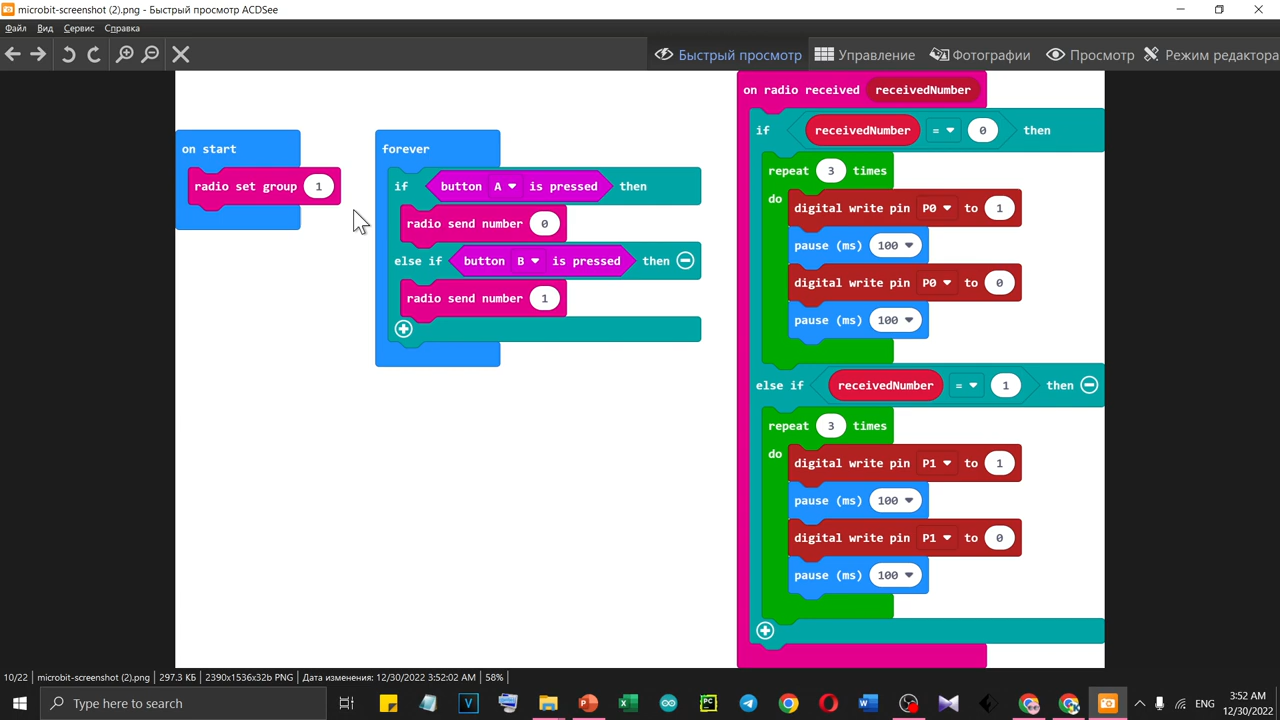 microbit-screenshot (2).png - Быстрый просмотр ACDSee
Файл Вид Сервис Справка
Быстрый просмотр Управление Фотографии Просмотр Режим редактора
on start
radio set group 1
forever
if button A is pressed then
radio send number 0
else if button B is pressed then
radio send number 1
on radio received receivedNumber
if receivedNumber = 0 then
repeat 3 times
do
digital write pin P0 to 1
pause (ms) 100
digital write pin P0 to 0
pause (ms) 100
else if receivedNumber = 1 then
repeat 3 times
do
digital write pin P1 to 1
pause (ms) 100
digital write pin P1 to 0
pause (ms) 100
10/22 microbit-screenshot (2).png 297.3 КБ 2390x1536x32b PNG Дата изменения: 12/30/2022 3:52:02 AM 58%
Type here to search
ENG
3:52 AM
12/30/2022